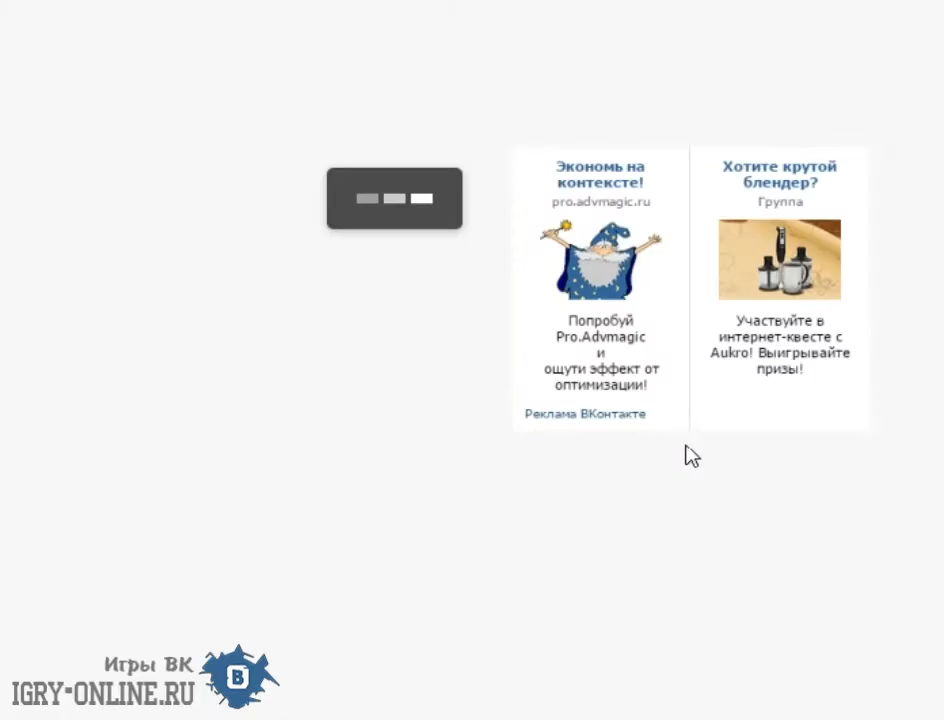 Экономь на
контексте!
pro.advmagic.ru
Попробуй
Pro.Advmagic
и
ощути эффект от
оптимизации!
Реклама ВКонтакте
Хотите крутой
блендер?
Группа
Участвуйте в
интернет-квесте с
Aukro! Выигрывайте
призы!
Игры ВК
В
IGRY-ONLINE.RU